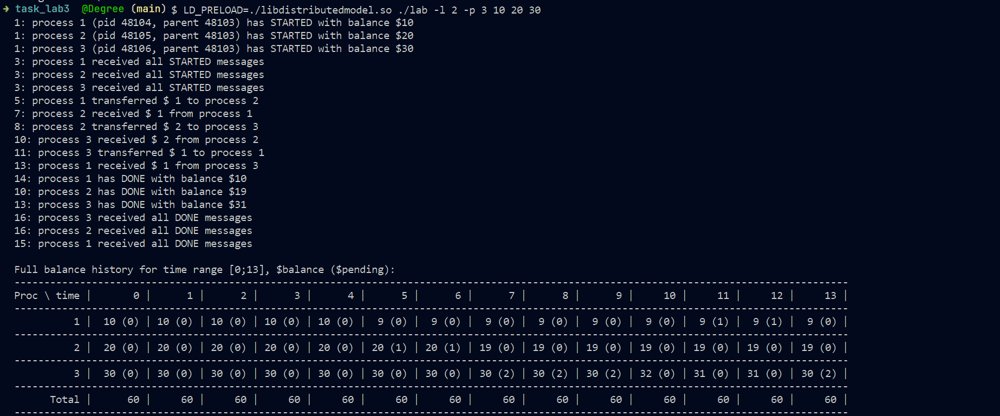 ➜ task_lab3 @Degree (main) $ LD_PRELOAD=./libdistributedmodel.so ./lab -l 2 -p 3 10 20 30
1: process 1 (pid 48104, parent 48103) has STARTED with balance $10
1: process 2 (pid 48105, parent 48103) has STARTED with balance $20
1: process 3 (pid 48106, parent 48103) has STARTED with balance $30
3: process 1 received all STARTED messages
3: process 2 received all STARTED messages
3: process 3 received all STARTED messages
5: process 1 transferred $ 1 to process 2
7: process 2 received $ 1 from process 1
8: process 2 transferred $ 2 to process 3
10: process 3 received $ 2 from process 2
11: process 3 transferred $ 1 to process 1
13: process 1 received $ 1 from process 3
14: process 1 has DONE with balance $10
10: process 2 has DONE with balance $19
13: process 3 has DONE with balance $31
16: process 3 received all DONE messages
16: process 2 received all DONE messages
15: process 1 received all DONE messages
Full balance history for time range [0;13], $balance ($pending):
Proc \ time | 0 | 1 | 2 | 3 | 4 | 5 | 6 | 7 | 8 | 9 | 10 | 11 | 12 | 13 |
1 | 10 (0) | 10 (0) | 10 (0) | 10 (0) | 10 (0) | 9 (0) | 9 (0) | 9 (0) | 9 (0) | 9 (0) | 9 (0) | 9 (1) | 9 (1) | 9 (0) |
2 | 20 (0) | 20 (0) | 20 (0) | 20 (0) | 20 (0) | 20 (1) | 20 (1) | 19 (0) | 19 (0) | 19 (0) | 19 (0) | 19 (0) | 19 (0) | 19 (0) |
3 | 30 (0) | 30 (0) | 30 (0) | 30 (0) | 30 (0) | 30 (0) | 30 (0) | 30 (2) | 30 (2) | 30 (2) | 32 (0) | 31 (0) | 31 (0) | 30 (2) |
Total | 60 | 60 | 60 | 60 | 60 | 60 | 60 | 60 | 60 | 60 | 60 | 60 | 60 | 60 |